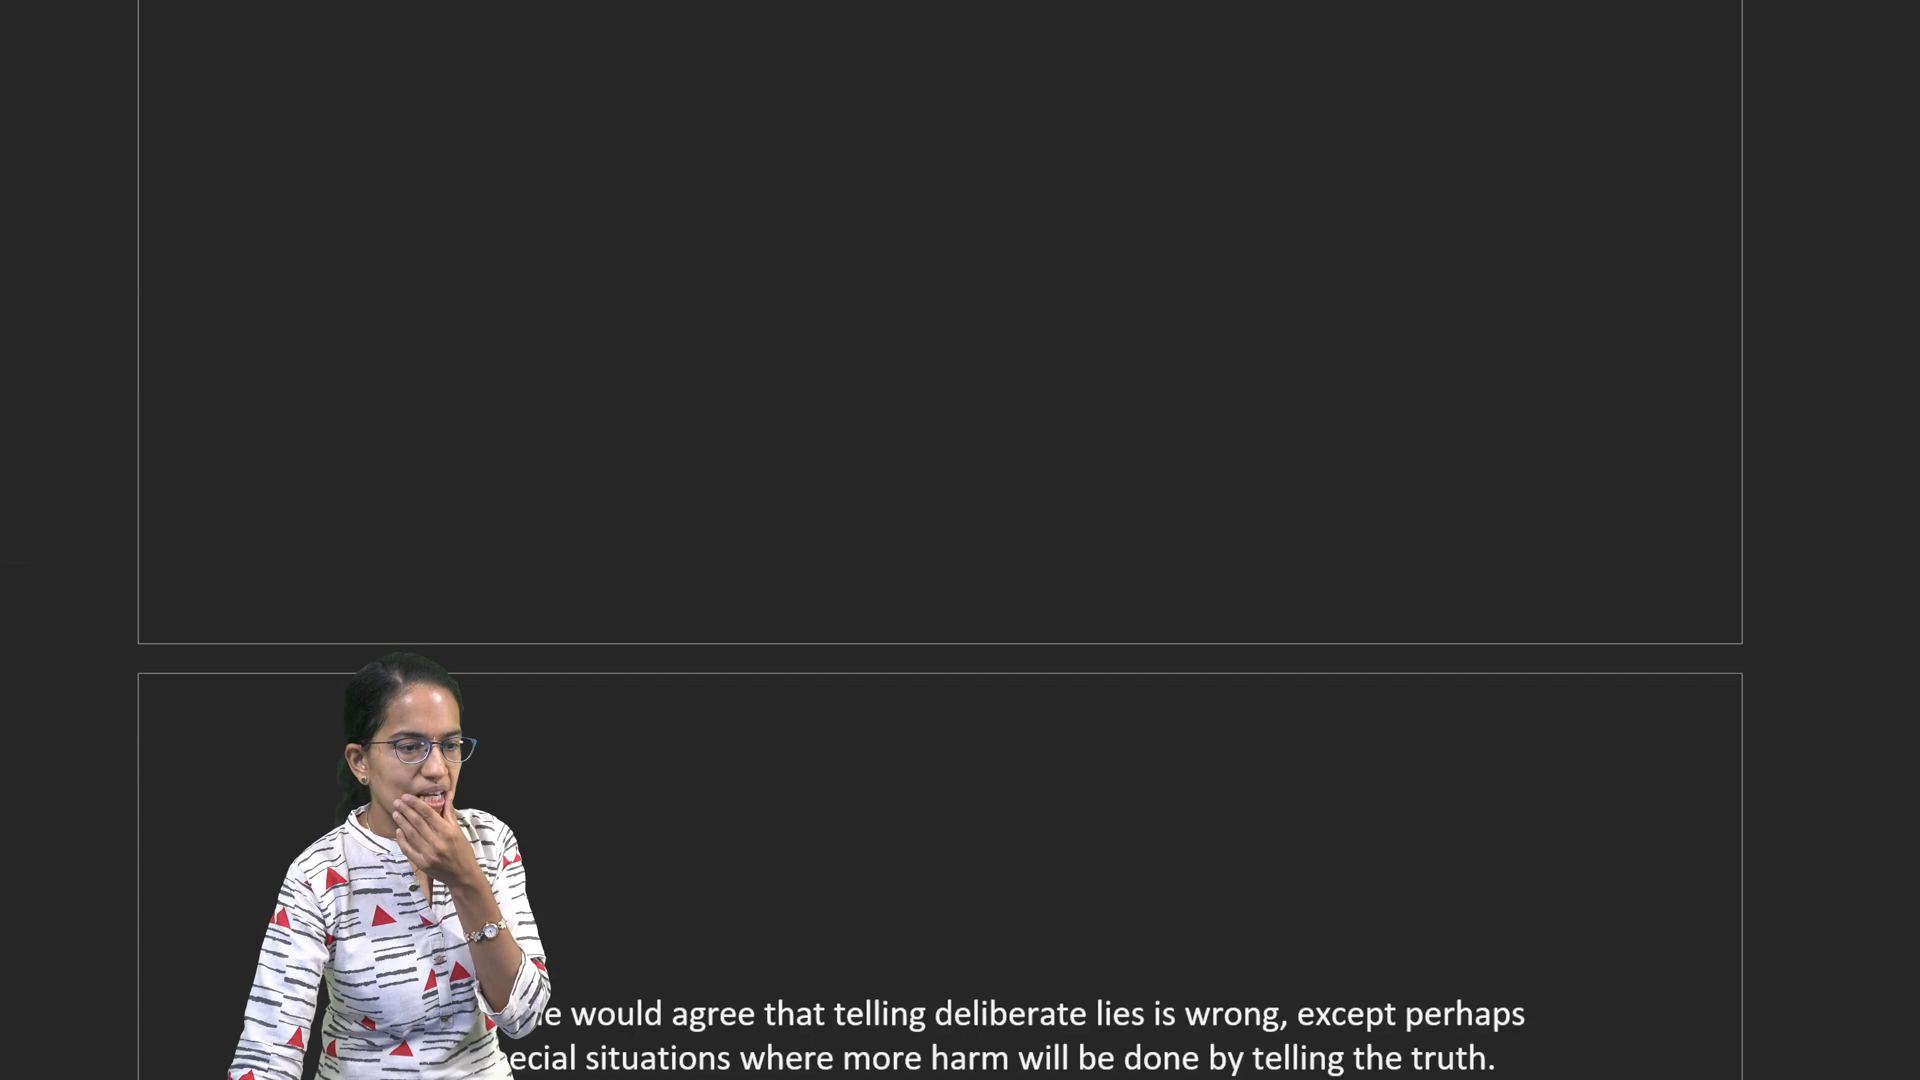 would agree that telling deliberate lies is wrong, except perhaps
situations where more harm will be done by telling the truth.